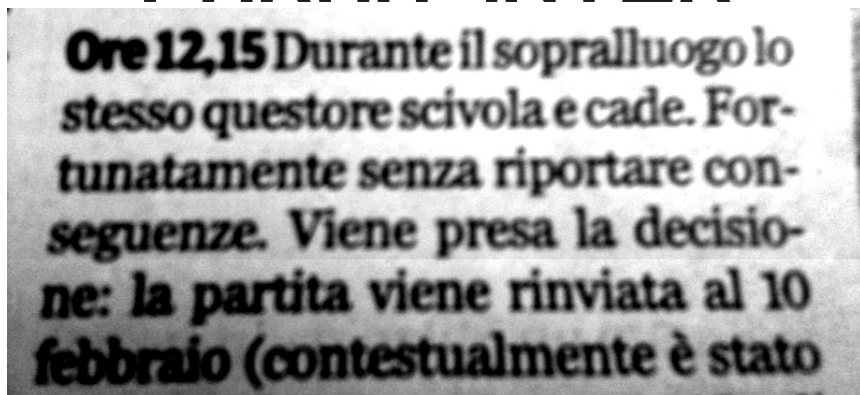 Ore 12,15 Durante il sopralluogo lo
stesso questore scivola e cade. For-
tunatamente senza riportare con-
seguenze. Viene presa la decisio-
ne: la partita viene rinviata al 10
febbraio (contestualmente è stato